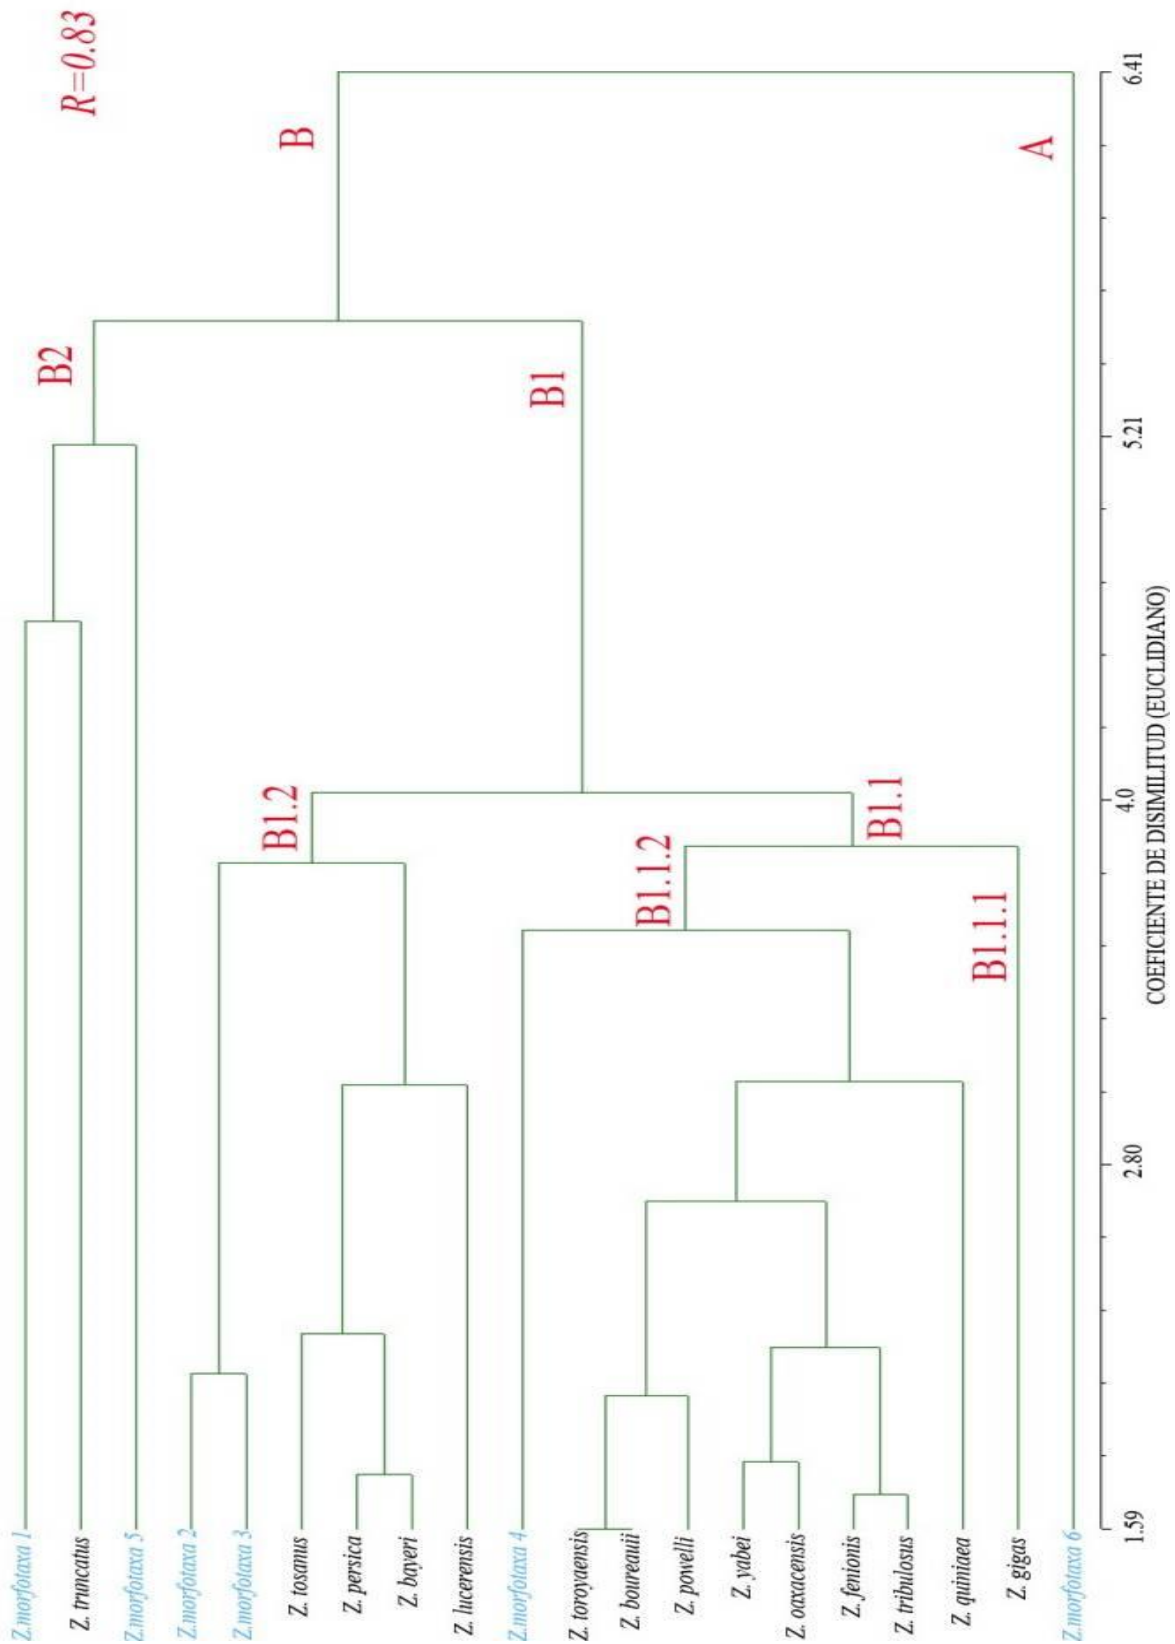 R=0.83
Z.morfotaxa 1
Z. truncatus
Z.morfotaxa 5
Z.morfotaxa 2
Z.morfotaxa 3
Z. tosanus
Z. persica
Z. bayeri
Z. lucerensis
Z.morfotaxa 4
Z. toroyaensis
Z. boureauii
Z. powelli
Z. yabei
Z. oaxacensis
Z. fenionis
Z. tribulosus
Z. quiniaea
Z. gigas
Z.morfotaxa 6
B2
B
B1.2
B1
B1.1.2
B1.1
B1.1.1
A
1.59
2.80
4.0
5.21
6.41
COEFICIENTE DE DISIMILITUD (EUCLIDIANO)